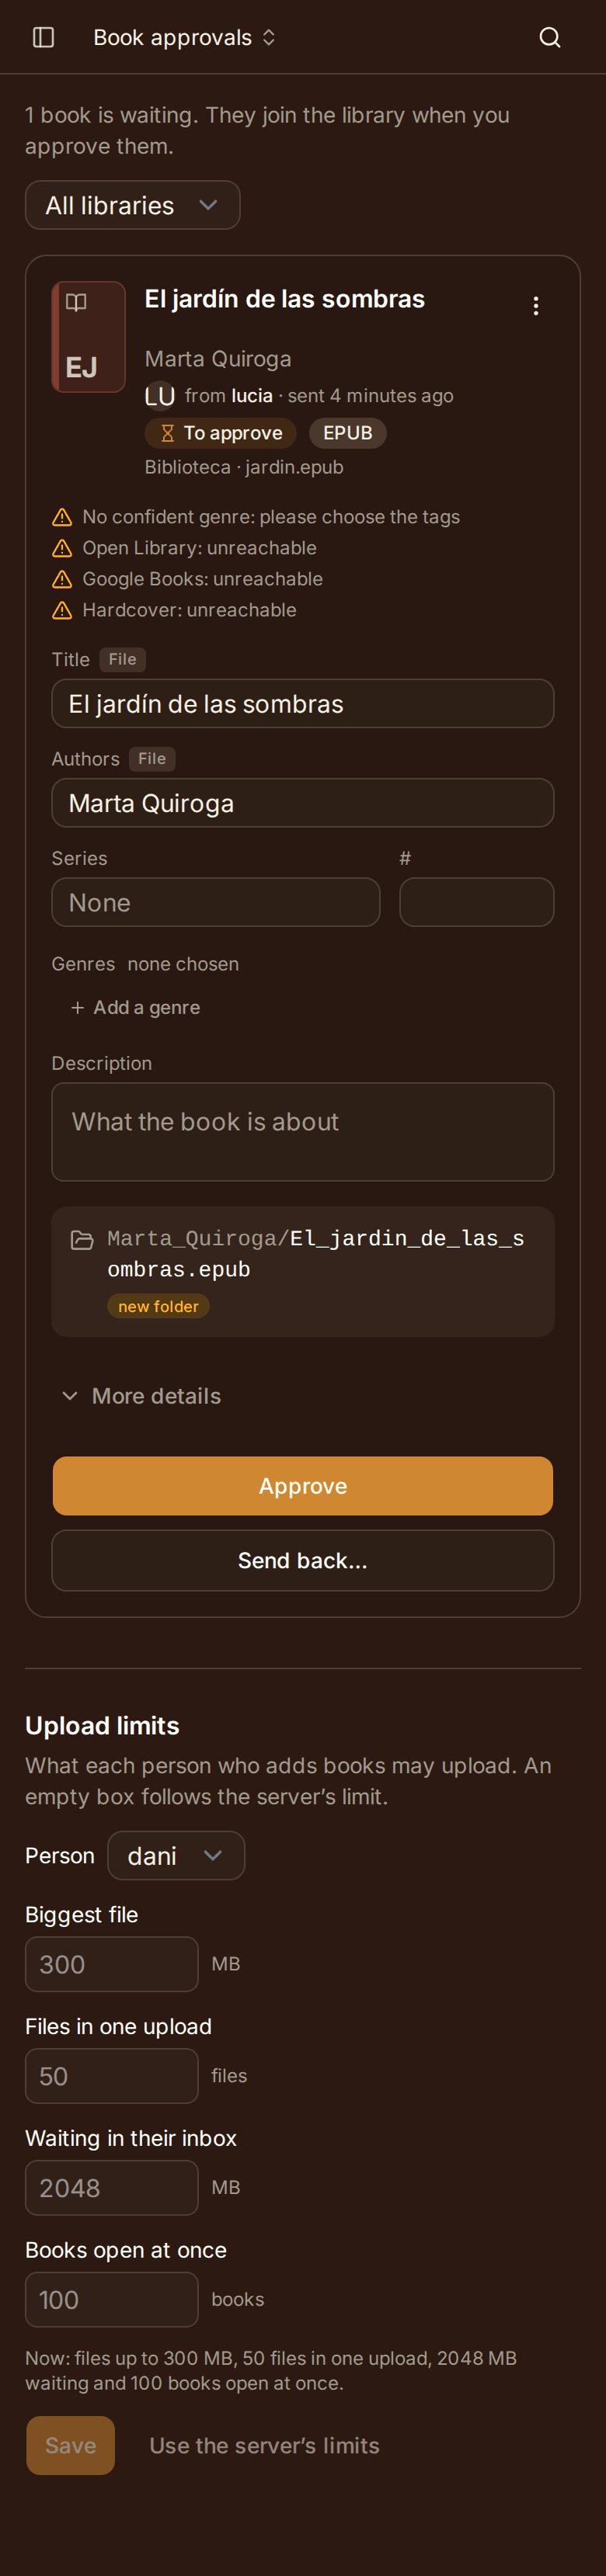 Book approvals
1 book is waiting. They join the library when you
approve them.
All libraries
EJ
El jardín de las sombras
Marta Quiroga
LU from lucia · sent 4 minutes ago
To approve EPUB
Biblioteca · jardin.epub
No confident genre: please choose the tags
Open Library: unreachable
Google Books: unreachable
Hardcover: unreachable
Title File
El jardín de las sombras
Authors File
Marta Quiroga
Series #
None
Genres none chosen
+ Add a genre
Description
What the book is about
Marta_Quiroga/El_jardin_de_las_s
ombras.epub
new folder
More details
Approve
Send back...
Upload limits
What each person who adds books may upload. An
empty box follows the server’s limit.
Person dani
Biggest file
300 MB
Files in one upload
50 files
Waiting in their inbox
2048 MB
Books open at once
100 books
Now: files up to 300 MB, 50 files in one upload, 2048 MB
waiting and 100 books open at once.
Save Use the server’s limits